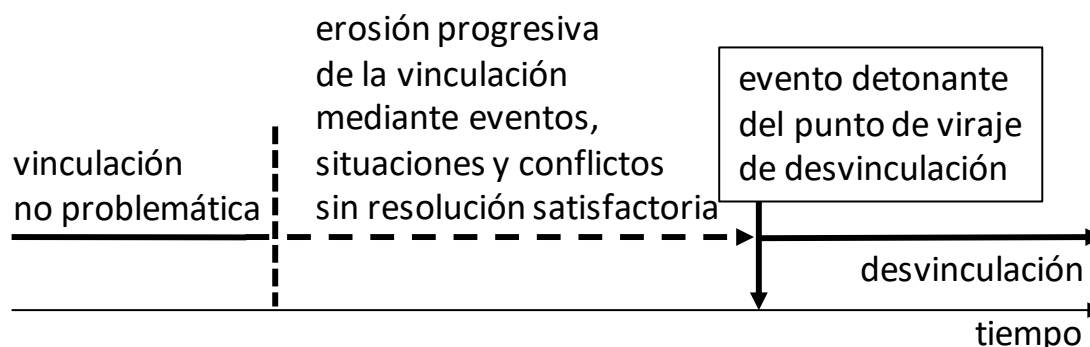 vinculación
no problemática
erosión progresiva
de la vinculación
mediante eventos,
situaciones y conflictos
sin resolución satisfactoria
evento detonante
del punto de viraje
de desvinculación
desvinculación
tiempo